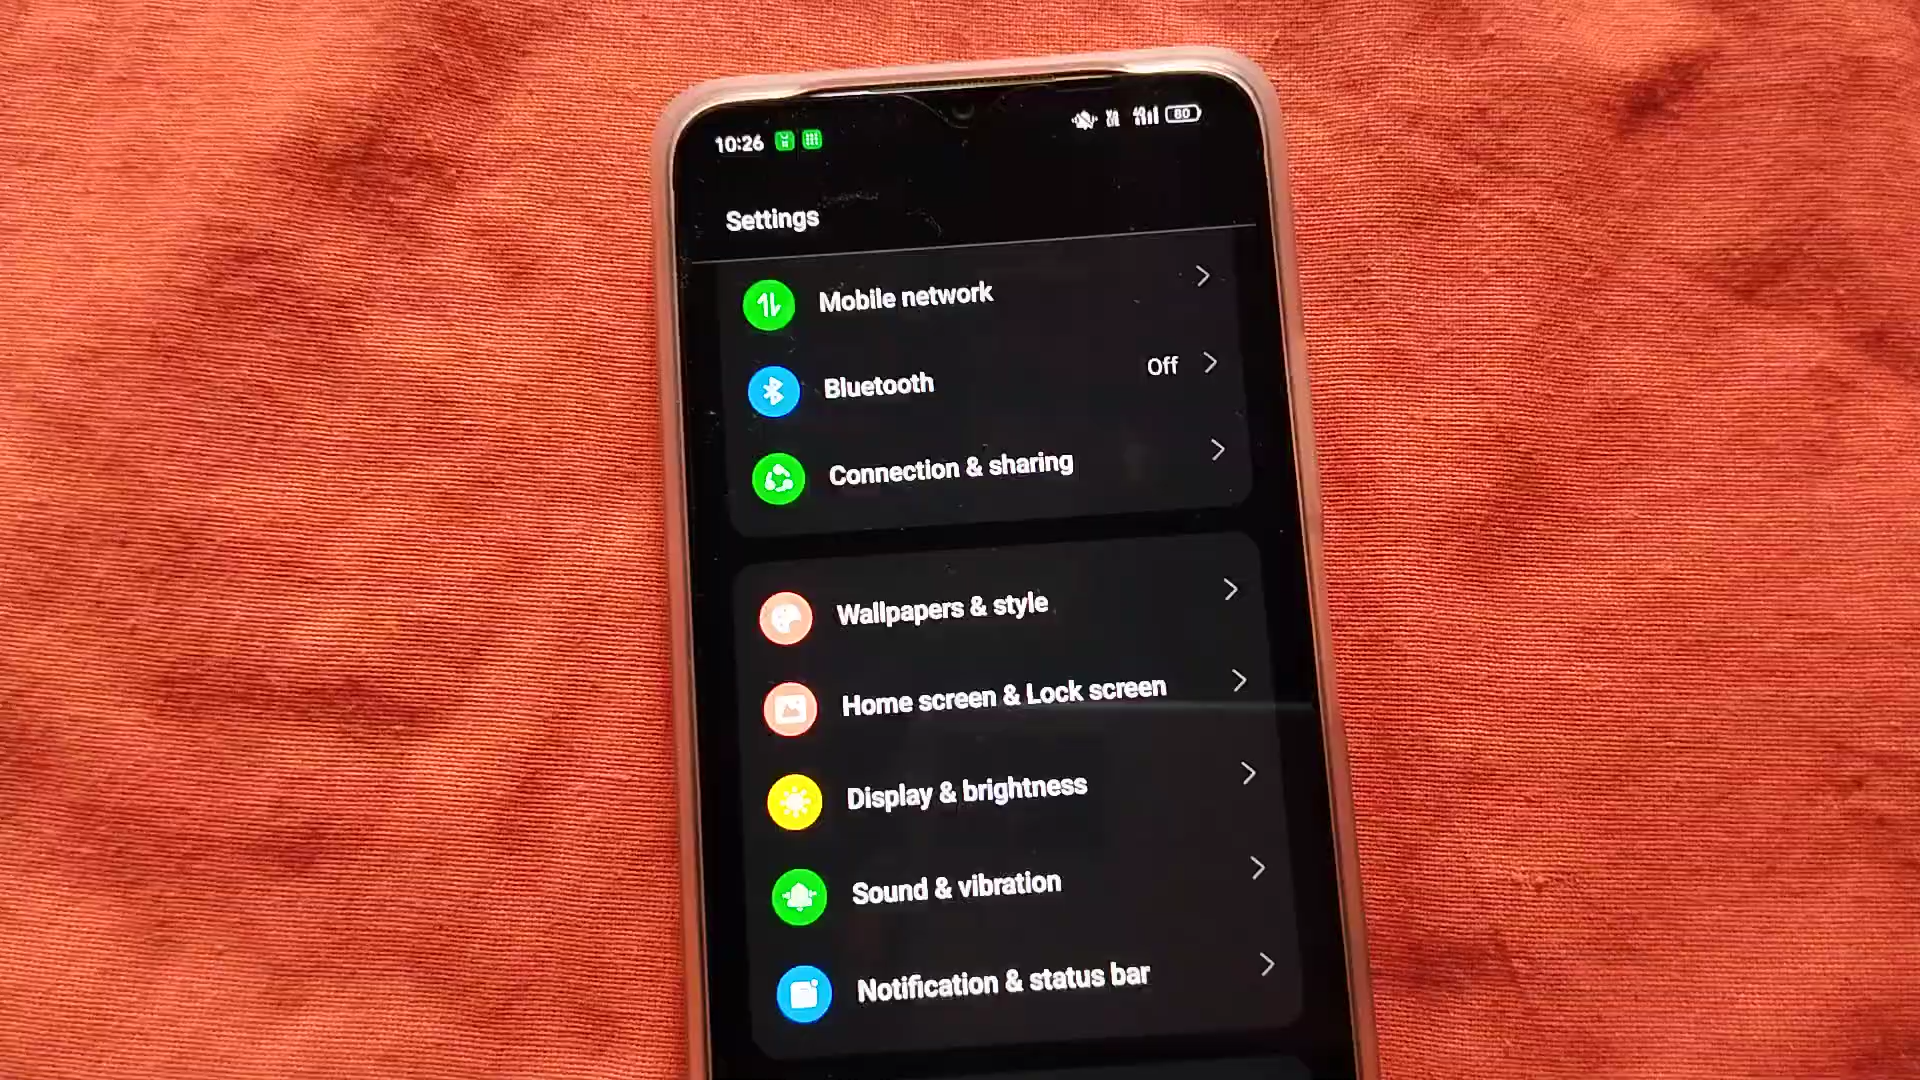 10:26
80
Settings
Mobile network
Bluetooth Off
Connection & sharing
Wallpapers & style
Home screen & Lock screen
Display & brightness
Sound & vibration
Notification & status bar